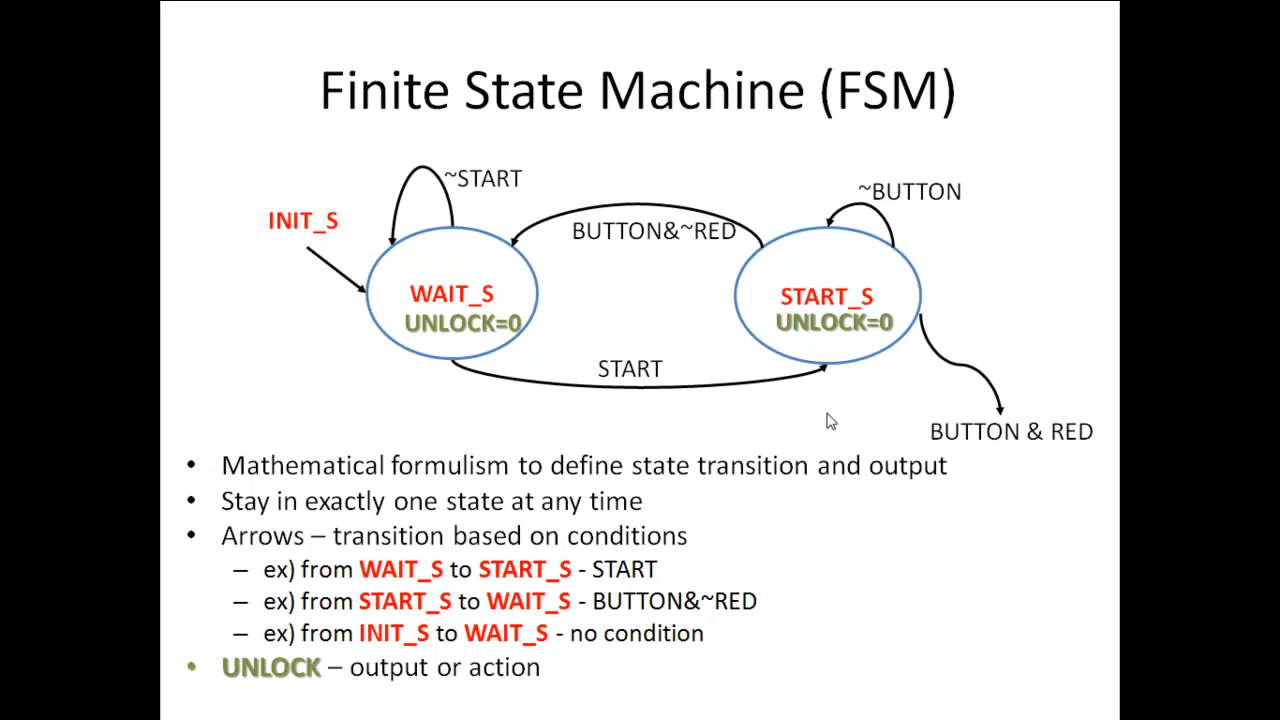 Finite State Machine (FSM)
~START
~BUTTON
INIT_S
BUTTON&~RED
WAIT_S
UNLOCK=0
START_S
UNLOCK=0
START
BUTTON & RED
• Mathematical formulism to define state transition and output
• Stay in exactly one state at any time
• Arrows – transition based on conditions
– ex) from WAIT_S to START_S - START
– ex) from START_S to WAIT_S - BUTTON&~RED
– ex) from INIT_S to WAIT_S - no condition
• UNLOCK – output or action